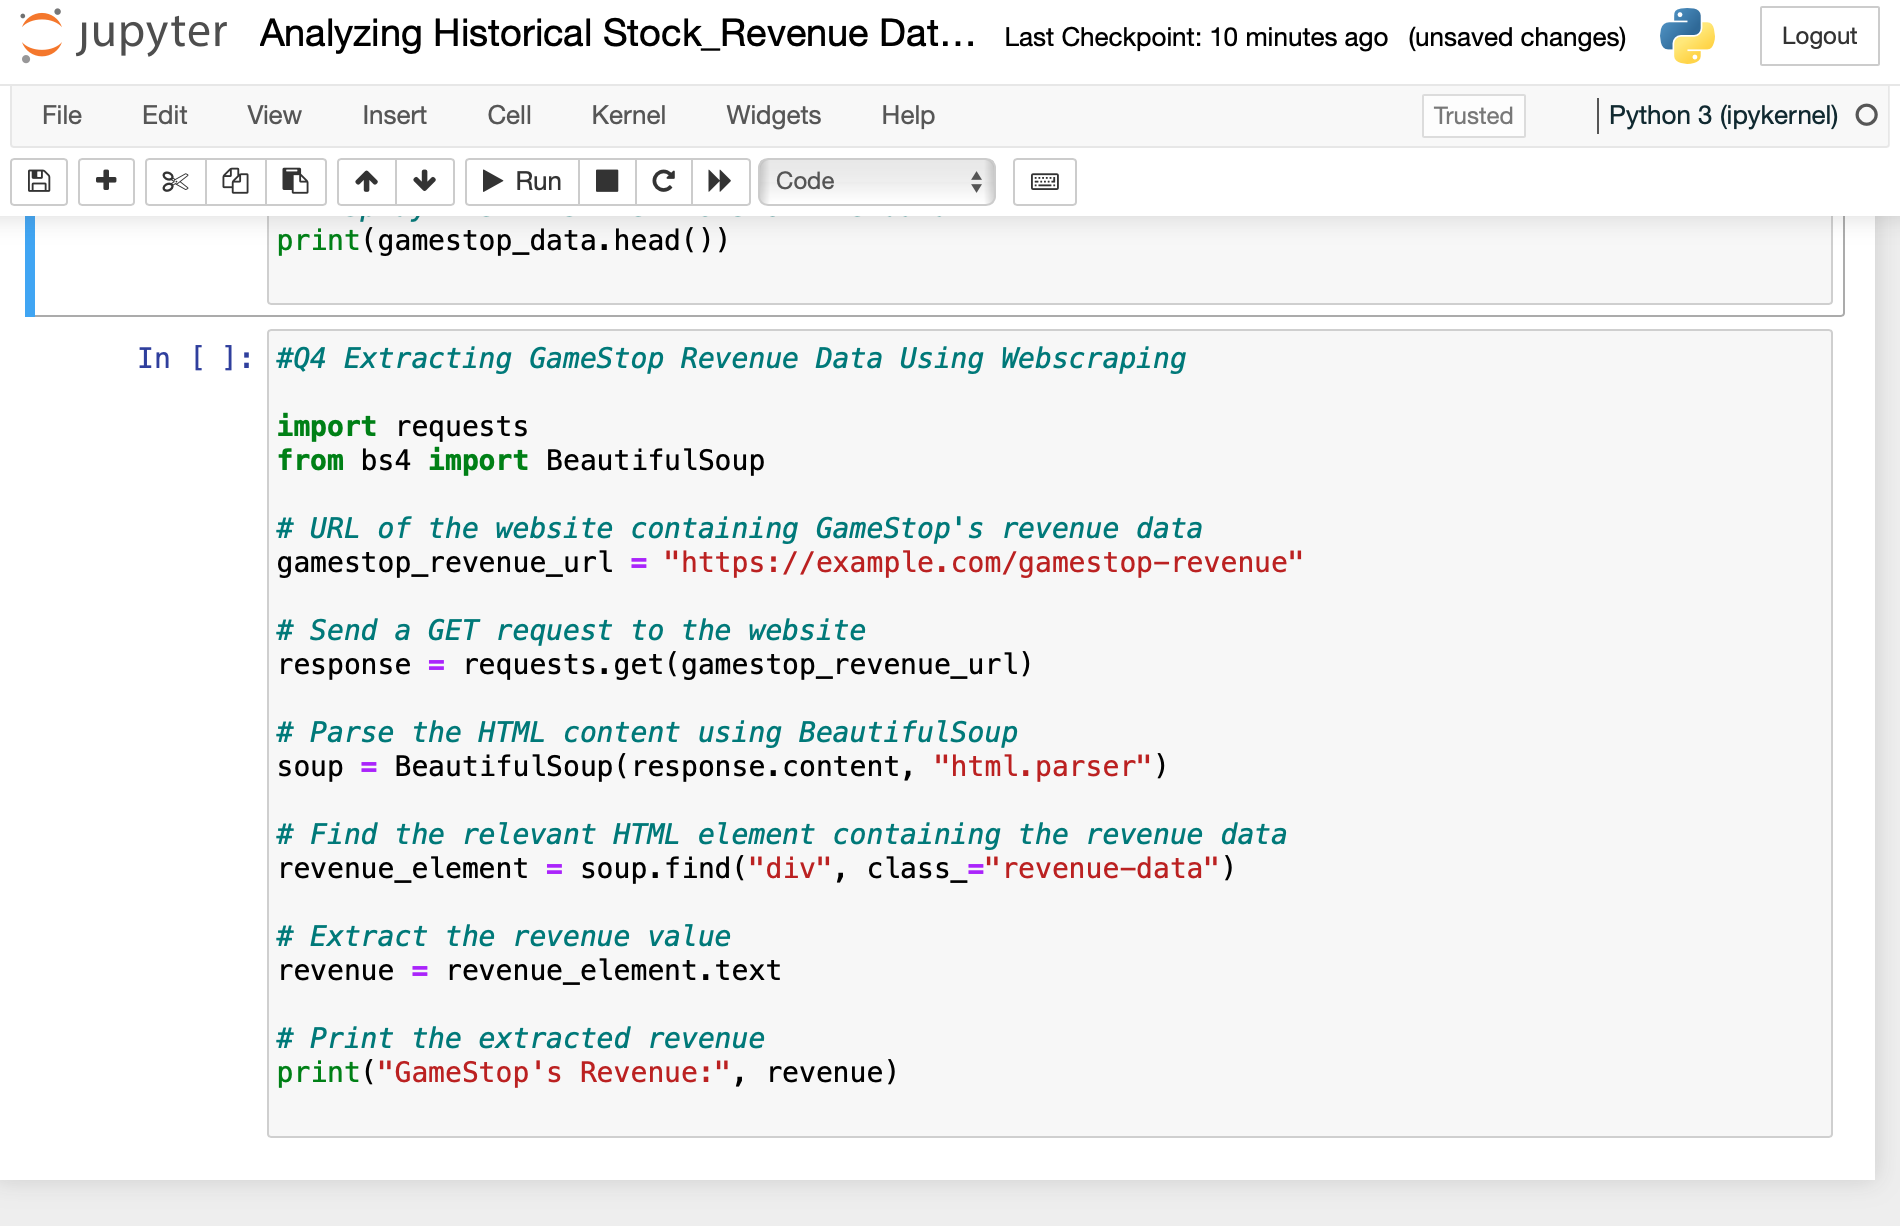 jupyter Analyzing Historical Stock_Revenue Dat... Last Checkpoint: 10 minutes ago (unsaved changes) Logout
File Edit View Insert Cell Kernel Widgets Help Trusted Python 3 (ipykernel)
Run Code
print(gamestop_data.head())
In [ ]: #Q4 Extracting GameStop Revenue Data Using Webscraping
import requests
from bs4 import BeautifulSoup
# URL of the website containing GameStop's revenue data
gamestop_revenue_url = "https://example.com/gamestop-revenue"
# Send a GET request to the website
response = requests.get(gamestop_revenue_url)
# Parse the HTML content using BeautifulSoup
soup = BeautifulSoup(response.content, "html.parser")
# Find the relevant HTML element containing the revenue data
revenue_element = soup.find("div", class_="revenue-data")
# Extract the revenue value
revenue = revenue_element.text
# Print the extracted revenue
print("GameStop's Revenue:", revenue)